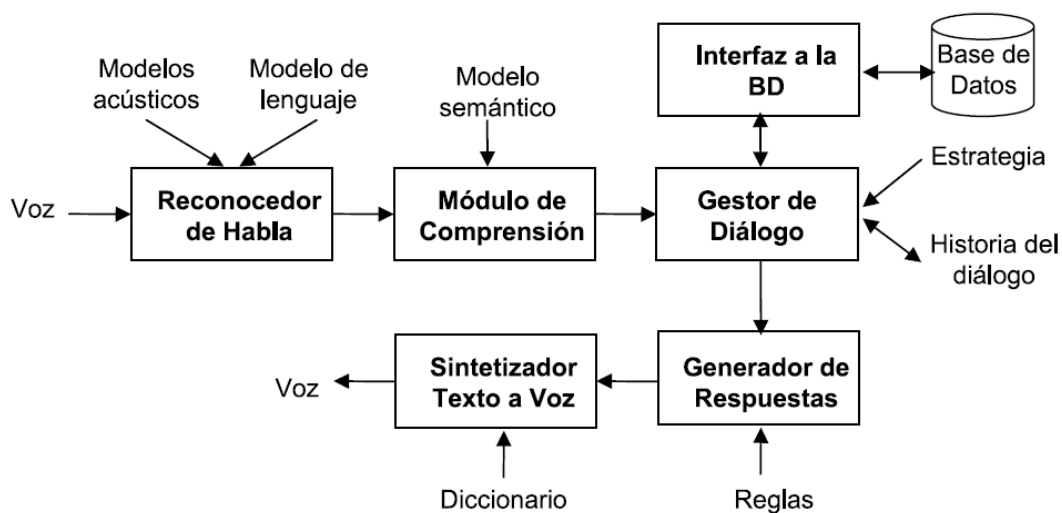 Interfaz a la
BD
Base de
Datos
Modelos
acústicos
Modelo de
lenguaje
Modelo
semántico
Estrategia
Voz
Reconocedor
de Habla
Módulo de
Comprensión
Gestor de
Diálogo
Historia del
diálogo
Voz
Sintetizador
Texto a Voz
Generador de
Respuestas
Diccionario
Reglas